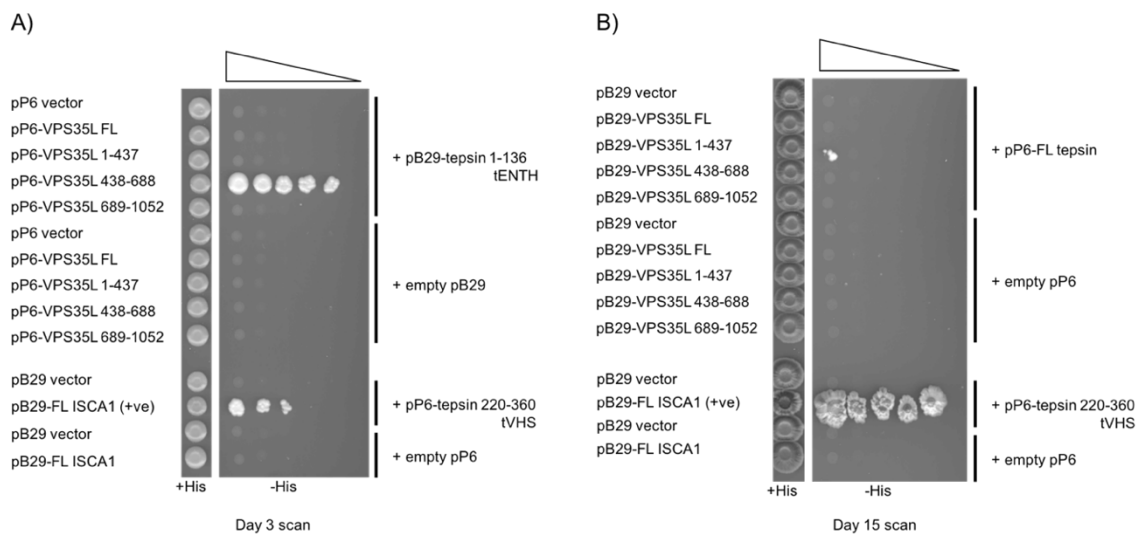 A)
pP6 vector
pP6-VPS35L FL
pP6-VPS35L 1-437
pP6-VPS35L 438-688
pP6-VPS35L 689-1052
pP6 vector
pP6-VPS35L FL
pP6-VPS35L 1-437
pP6-VPS35L 438-688
pP6-VPS35L 689-1052
pB29 vector
pB29-FL ISCA1 (+ve)
pB29 vector
pB29-FL ISCA1
+ pB29-tepsin 1-136
tENTH
+ empty pB29
+ pP6-tepsin 220-360
tVHS
+ empty pP6
+His
-His
Day 3 scan
B)
pB29 vector
pB29-VPS35L FL
pB29-VPS35L 1-437
pB29-VPS35L 438-688
pB29-VPS35L 689-1052
pB29 vector
pB29-VPS35L FL
pB29-VPS35L 1-437
pB29-VPS35L 438-688
pB29-VPS35L 689-1052
pB29 vector
pB29-FL ISCA1 (+ve)
pB29 vector
pB29-FL ISCA1
+ pP6-FL tepsin
+ empty pP6
+ pP6-tepsin 220-360
tVHS
+ empty pP6
+His
-His
Day 15 scan